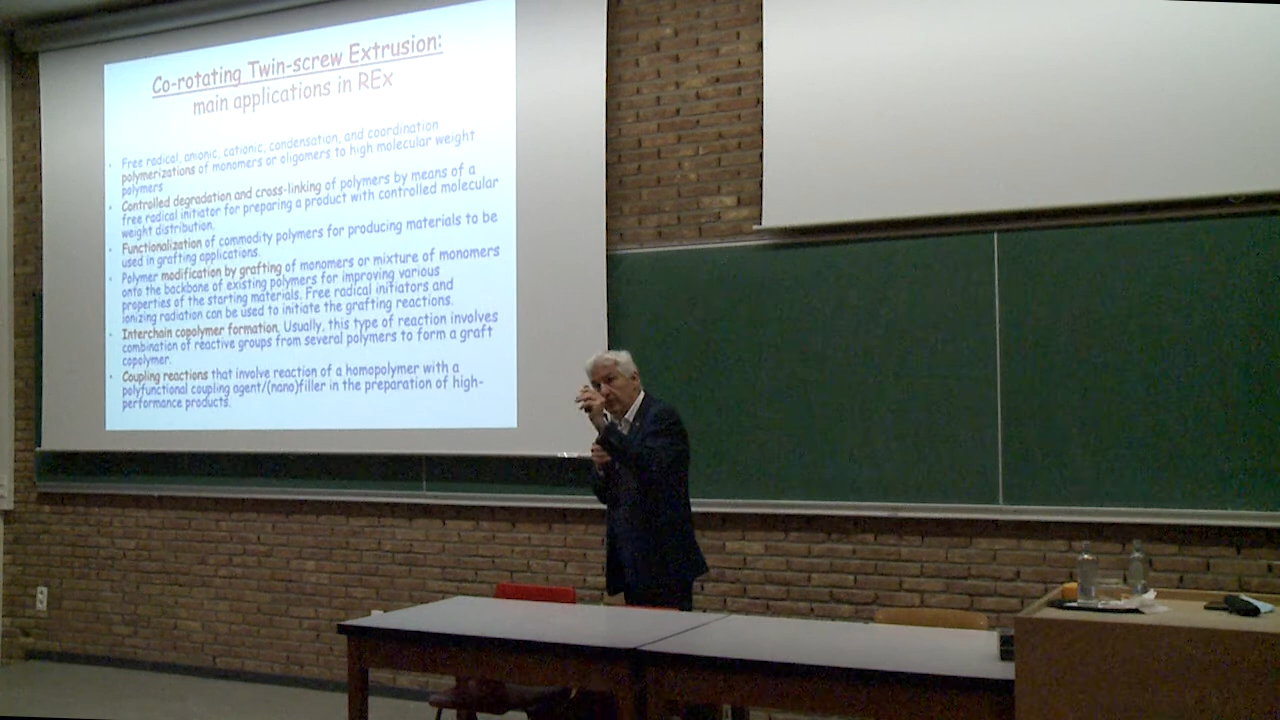 Co-rotating Twin-screw Extrusion:
main applications in REx
• Free radical, anionic, cationic, condensation, and coordination
polymerizations of monomers or oligomers to high molecular weight
polymers
• Controlled degradation and cross-linking of polymers by means of a
free radical initiator for preparing a product with controlled molecular
weight distribution.
• Functionalization of commodity polymers for producing materials to be
used in grafting applications.
• Polymer modification by grafting of monomers or mixture of monomers
onto the backbone of existing polymers for improving various
properties of the starting materials. Free radical initiators and
ionizing radiation can be used to initiate the grafting reactions.
• Interchain copolymer formation. Usually, this type of reaction involves
combination of reactive groups from several polymers to form a graft
copolymer.
• Coupling reactions that involve reaction of a homopolymer with a
polyfunctional coupling agent/(nano)filler in the preparation of high-
performance products.